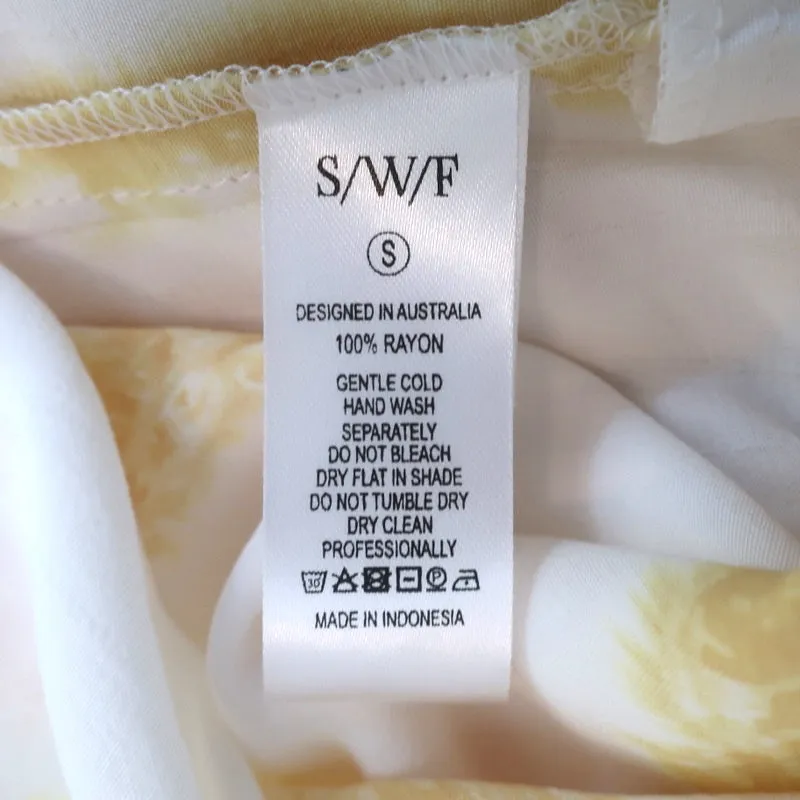 S/W/F
S
DESIGNED IN AUSTRALIA
100% RAYON
GENTLE COLD
HAND WASH
SEPARATELY
DO NOT BLEACH
DRY FLAT IN SHADE
DO NOT TUMBLE DRY
DRY CLEAN
PROFESSIONALLY
30 P
MADE IN INDONESIA